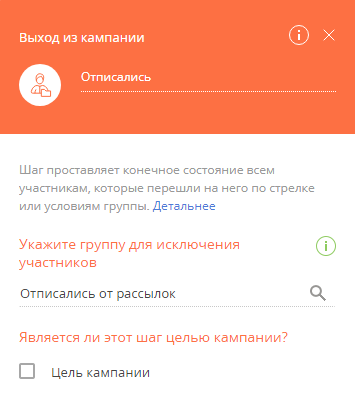 Выход из кампании
Отписались
Шаг проставляет конечное состояние всем
участникам, которые перешли на него по стрелке
или условиям группы. Детальнее
Укажите группу для исключения
участников
Отписались от рассылок
Является ли этот шаг целью кампании?
Цель кампании